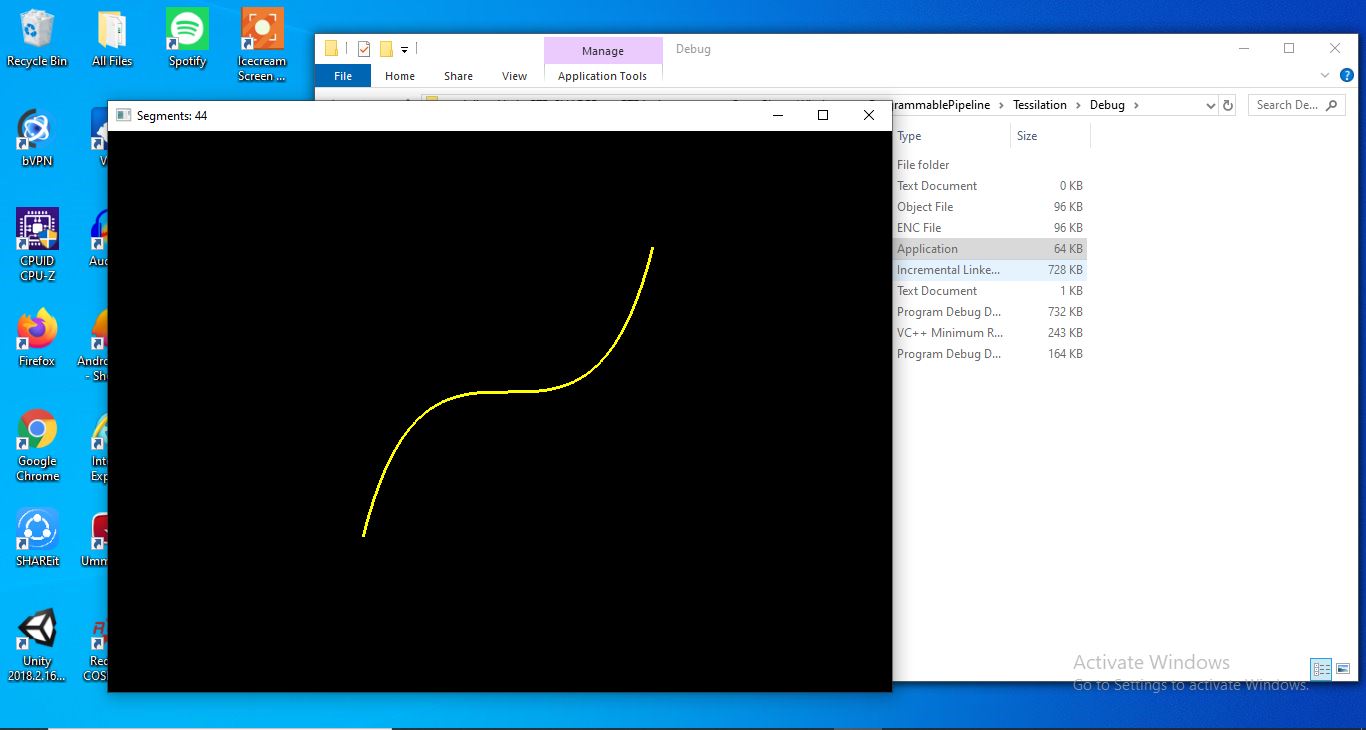 Recycle Bin
All Files
Spotify
Icecream
Screen ...
bVPN
CPUID
CPU-Z
Firefox
Google
Chrome
SHAREit
Unity
2018.2.16...
V
Aud
Andro
- Sh
Int
Exp
Umm
Rec
COS
Manage
Debug
File
Home
Share
View
Application Tools
Segments: 44
rammablePipeline
Tessilation
Debug
Search De...
Type
Size
File folder
Text Document 0 KB
Object File 96 KB
ENC File 96 KB
Application 64 KB
Incremental Linke... 728 KB
Text Document 1 KB
Program Debug D... 732 KB
VC++ Minimum R... 243 KB
Program Debug D... 164 KB
Activate Windows
Go to Settings to activate Windows.